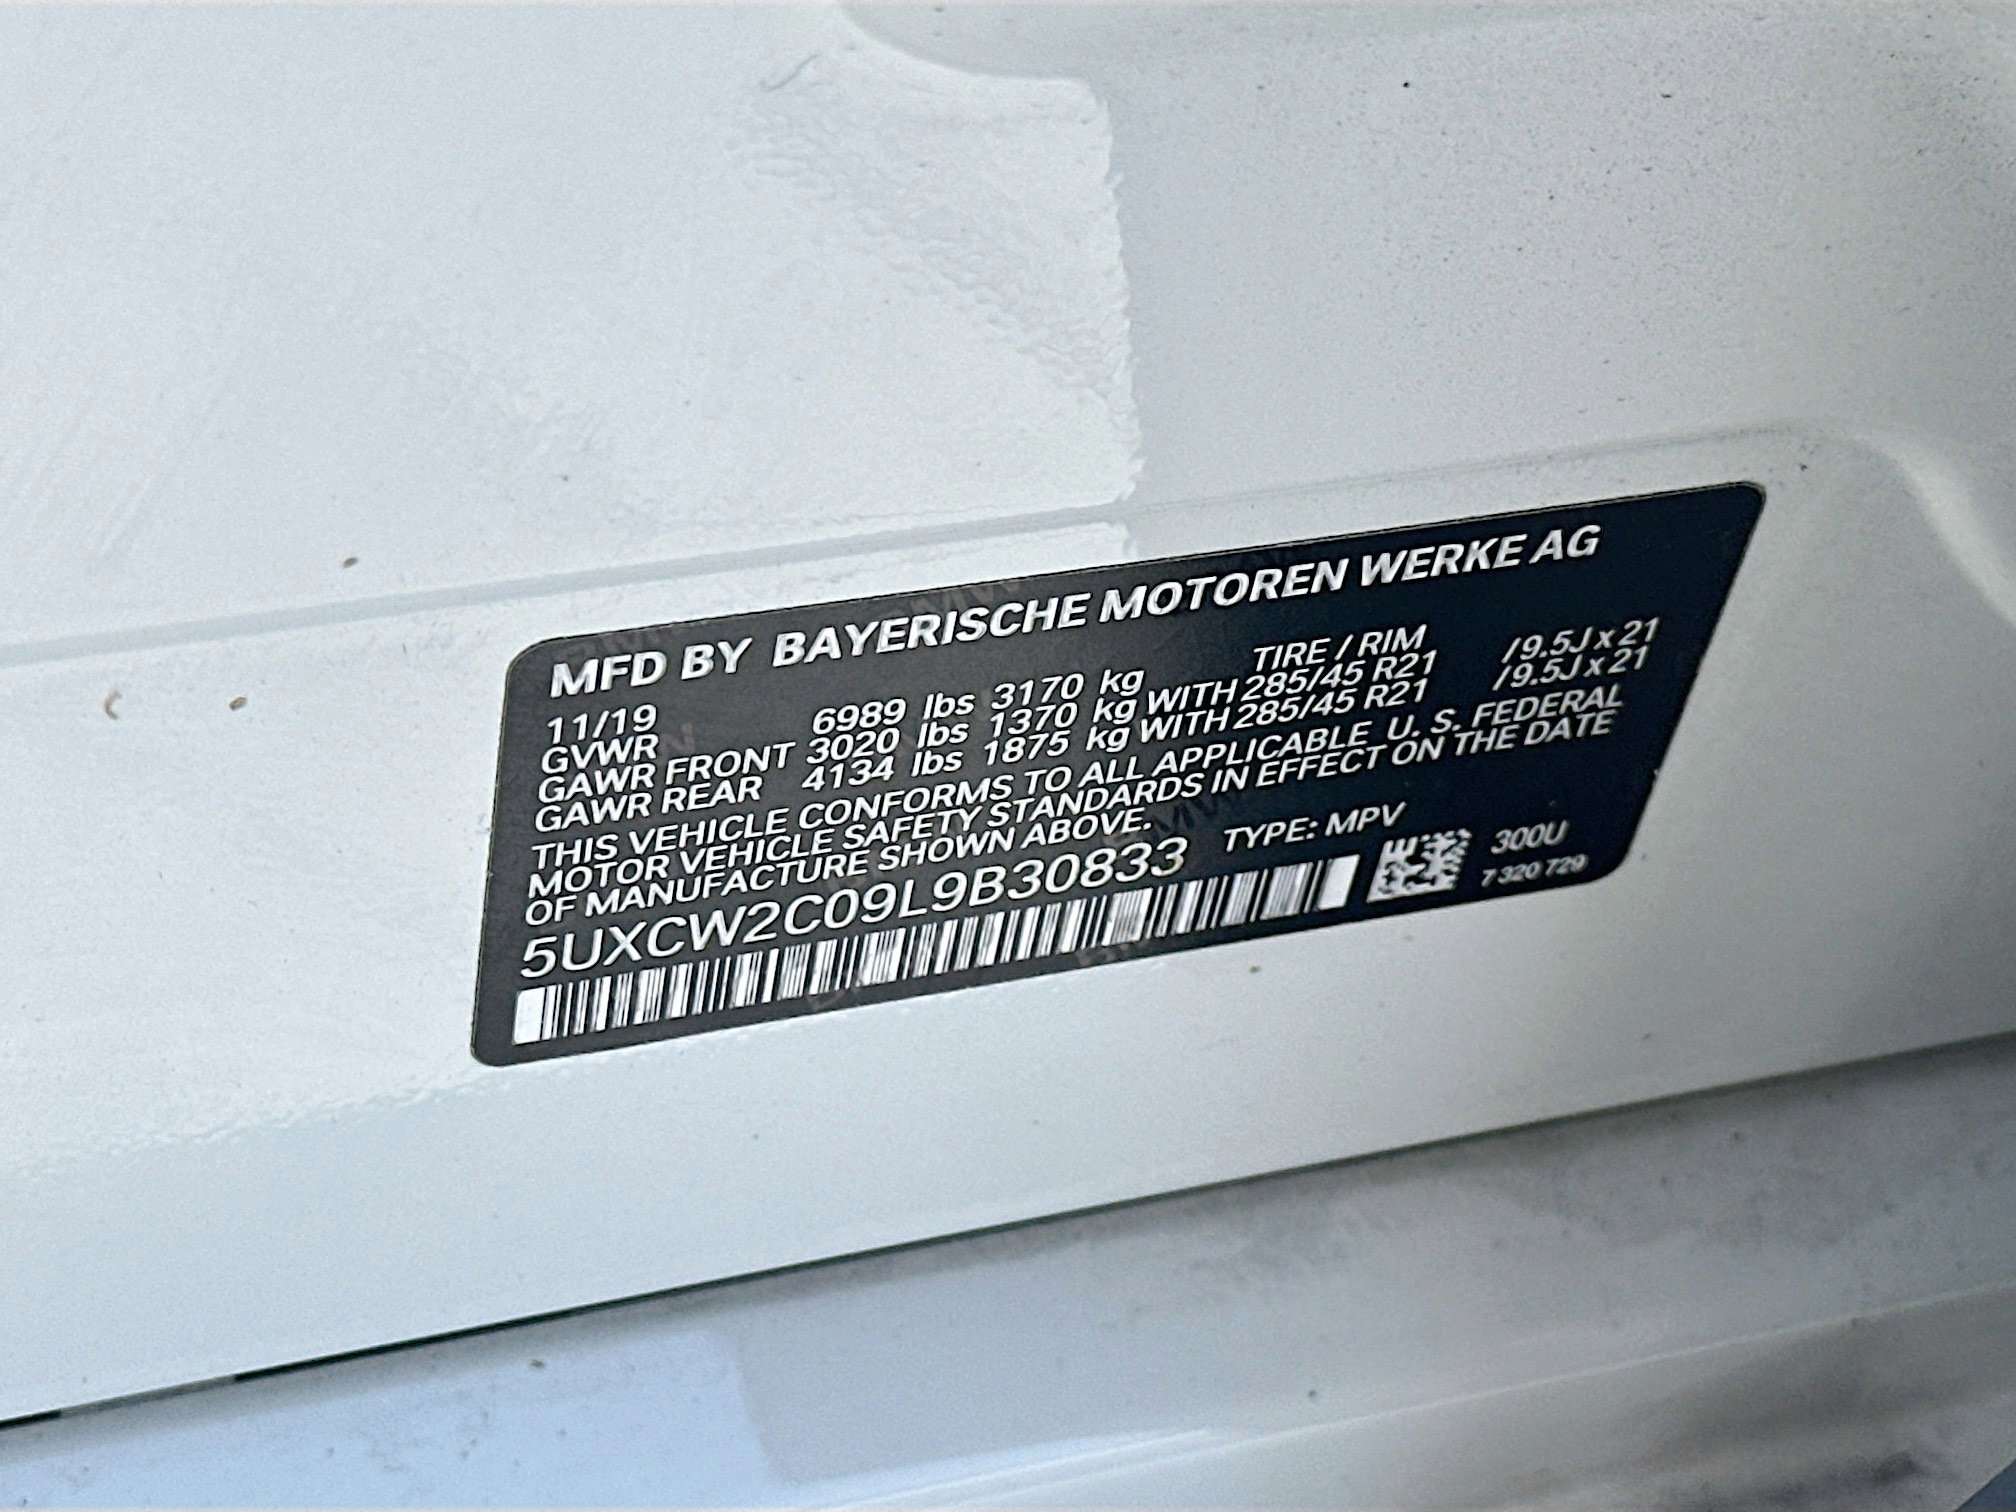 MFD BY BAYERISCHE MOTOREN WERKE AG
11/19 TIRE / RIM
GVWR 6989 lbs 3170 kg
GAWR FRONT 3020 lbs 1370 kg WITH 285/45 R21 /9.5J x 21
GAWR REAR 4134 lbs 1875 kg WITH 285/45 R21 /9.5J x 21
THIS VEHICLE CONFORMS TO ALL APPLICABLE U. S. FEDERAL
MOTOR VEHICLE SAFETY STANDARDS IN EFFECT ON THE DATE
OF MANUFACTURE SHOWN ABOVE.
5UXCW2C09L9B30833 TYPE: MPV
300U
7 320 729